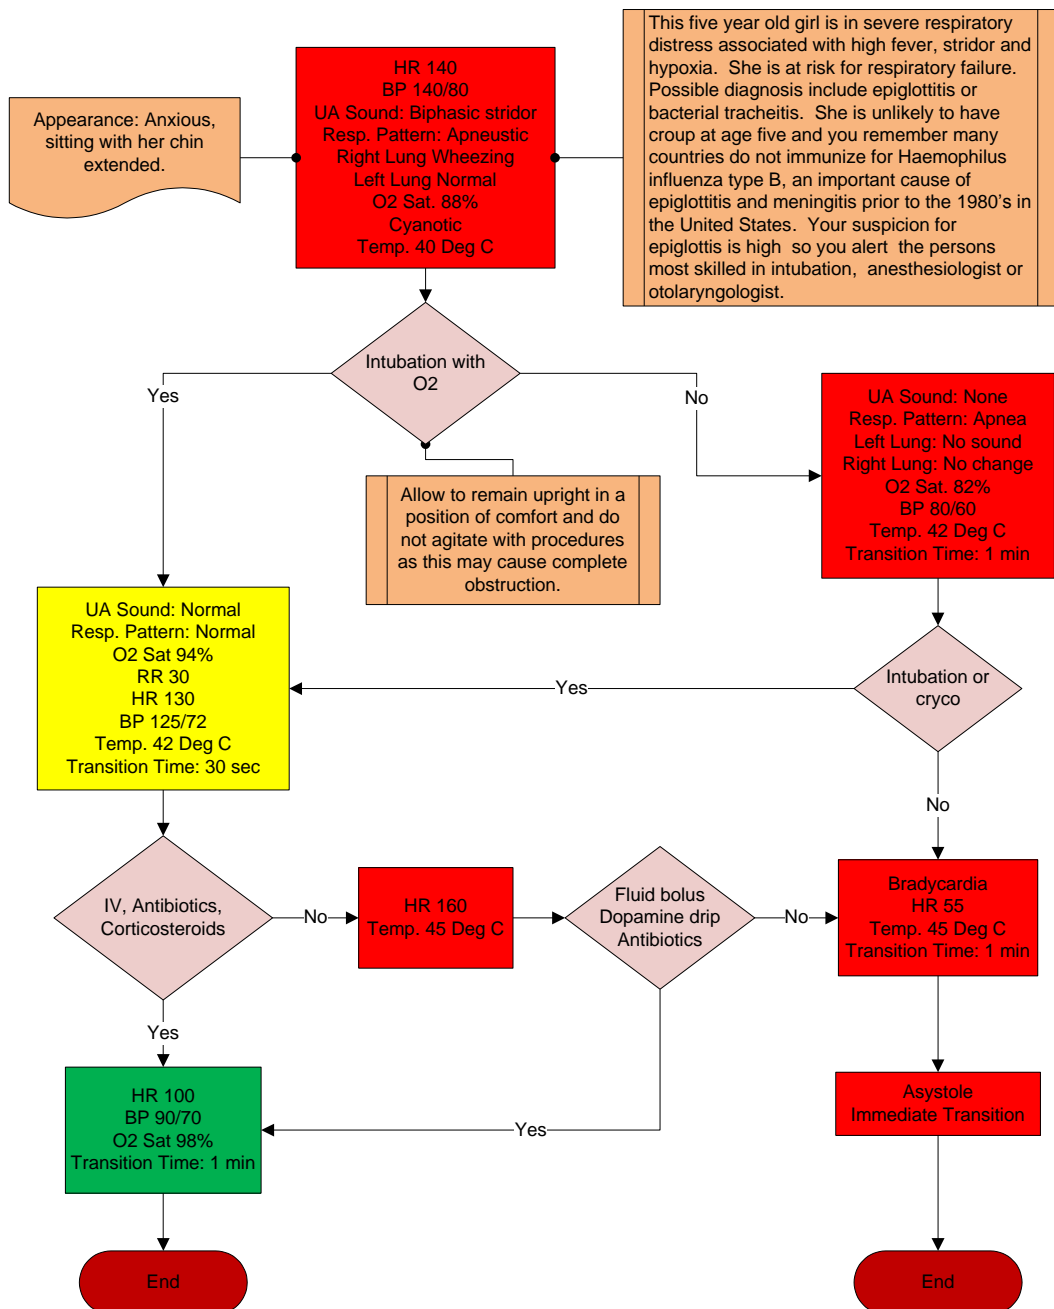 This five year old girl is in severe respiratory
distress associated with high fever, stridor and
hypoxia.  She is at risk for respiratory failure.
Possible diagnosis include epiglottitis or
bacterial tracheitis.  She is unlikely to have
croup at age five and you remember many
countries do not immunize for Haemophilus
influenza type B, an important cause of
epiglottitis and meningitis prior to the 1980's in
the United States.  Your suspicion for
epiglottis is high  so you alert  the persons
most skilled in intubation,  anesthesiologist or
otolaryngologist.
HR 140
BP 140/80
UA Sound: Biphasic stridor
Resp. Pattern: Apneustic
Right Lung Wheezing
Left Lung Normal
O2 Sat. 88%
Cyanotic
Temp. 40 Deg C
Appearance: Anxious,
sitting with her chin
extended.
Intubation with
O2
Yes
No
Allow to remain upright in a
position of comfort and do
not agitate with procedures
as this may cause complete
obstruction.
UA Sound: None
Resp. Pattern: Apnea
Left Lung: No sound
Right Lung: No change
O2 Sat. 82%
BP 80/60
Temp. 42 Deg C
Transition Time: 1 min
UA Sound: Normal
Resp. Pattern: Normal
O2 Sat 94%
RR 30
HR 130
BP 125/72
Temp. 42 Deg C
Transition Time: 30 sec
Yes
Intubation or
cryco
No
IV, Antibiotics,
Corticosteroids
No
HR 160
Temp. 45 Deg C
Fluid bolus
Dopamine drip
Antibiotics
No
Bradycardia
HR 55
Temp. 45 Deg C
Transition Time: 1 min
Yes
HR 100
BP 90/70
O2 Sat 98%
Transition Time: 1 min
Yes
Asystole
Immediate Transition
End
End